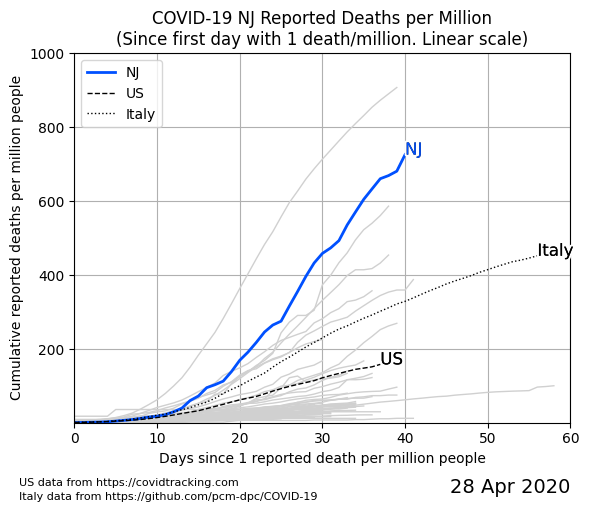 COVID-19 NJ Reported Deaths per Million
(Since first day with 1 death/million. Linear scale)
Cumulative reported deaths per million people
1000
800
600
400
200
NJ
US
Italy
NJ
Italy
US
0 10 20 30 40 50 60
Days since 1 reported death per million people
US data from https://covidtracking.com
Italy data from https://github.com/pcm-dpc/COVID-19
28 Apr 2020